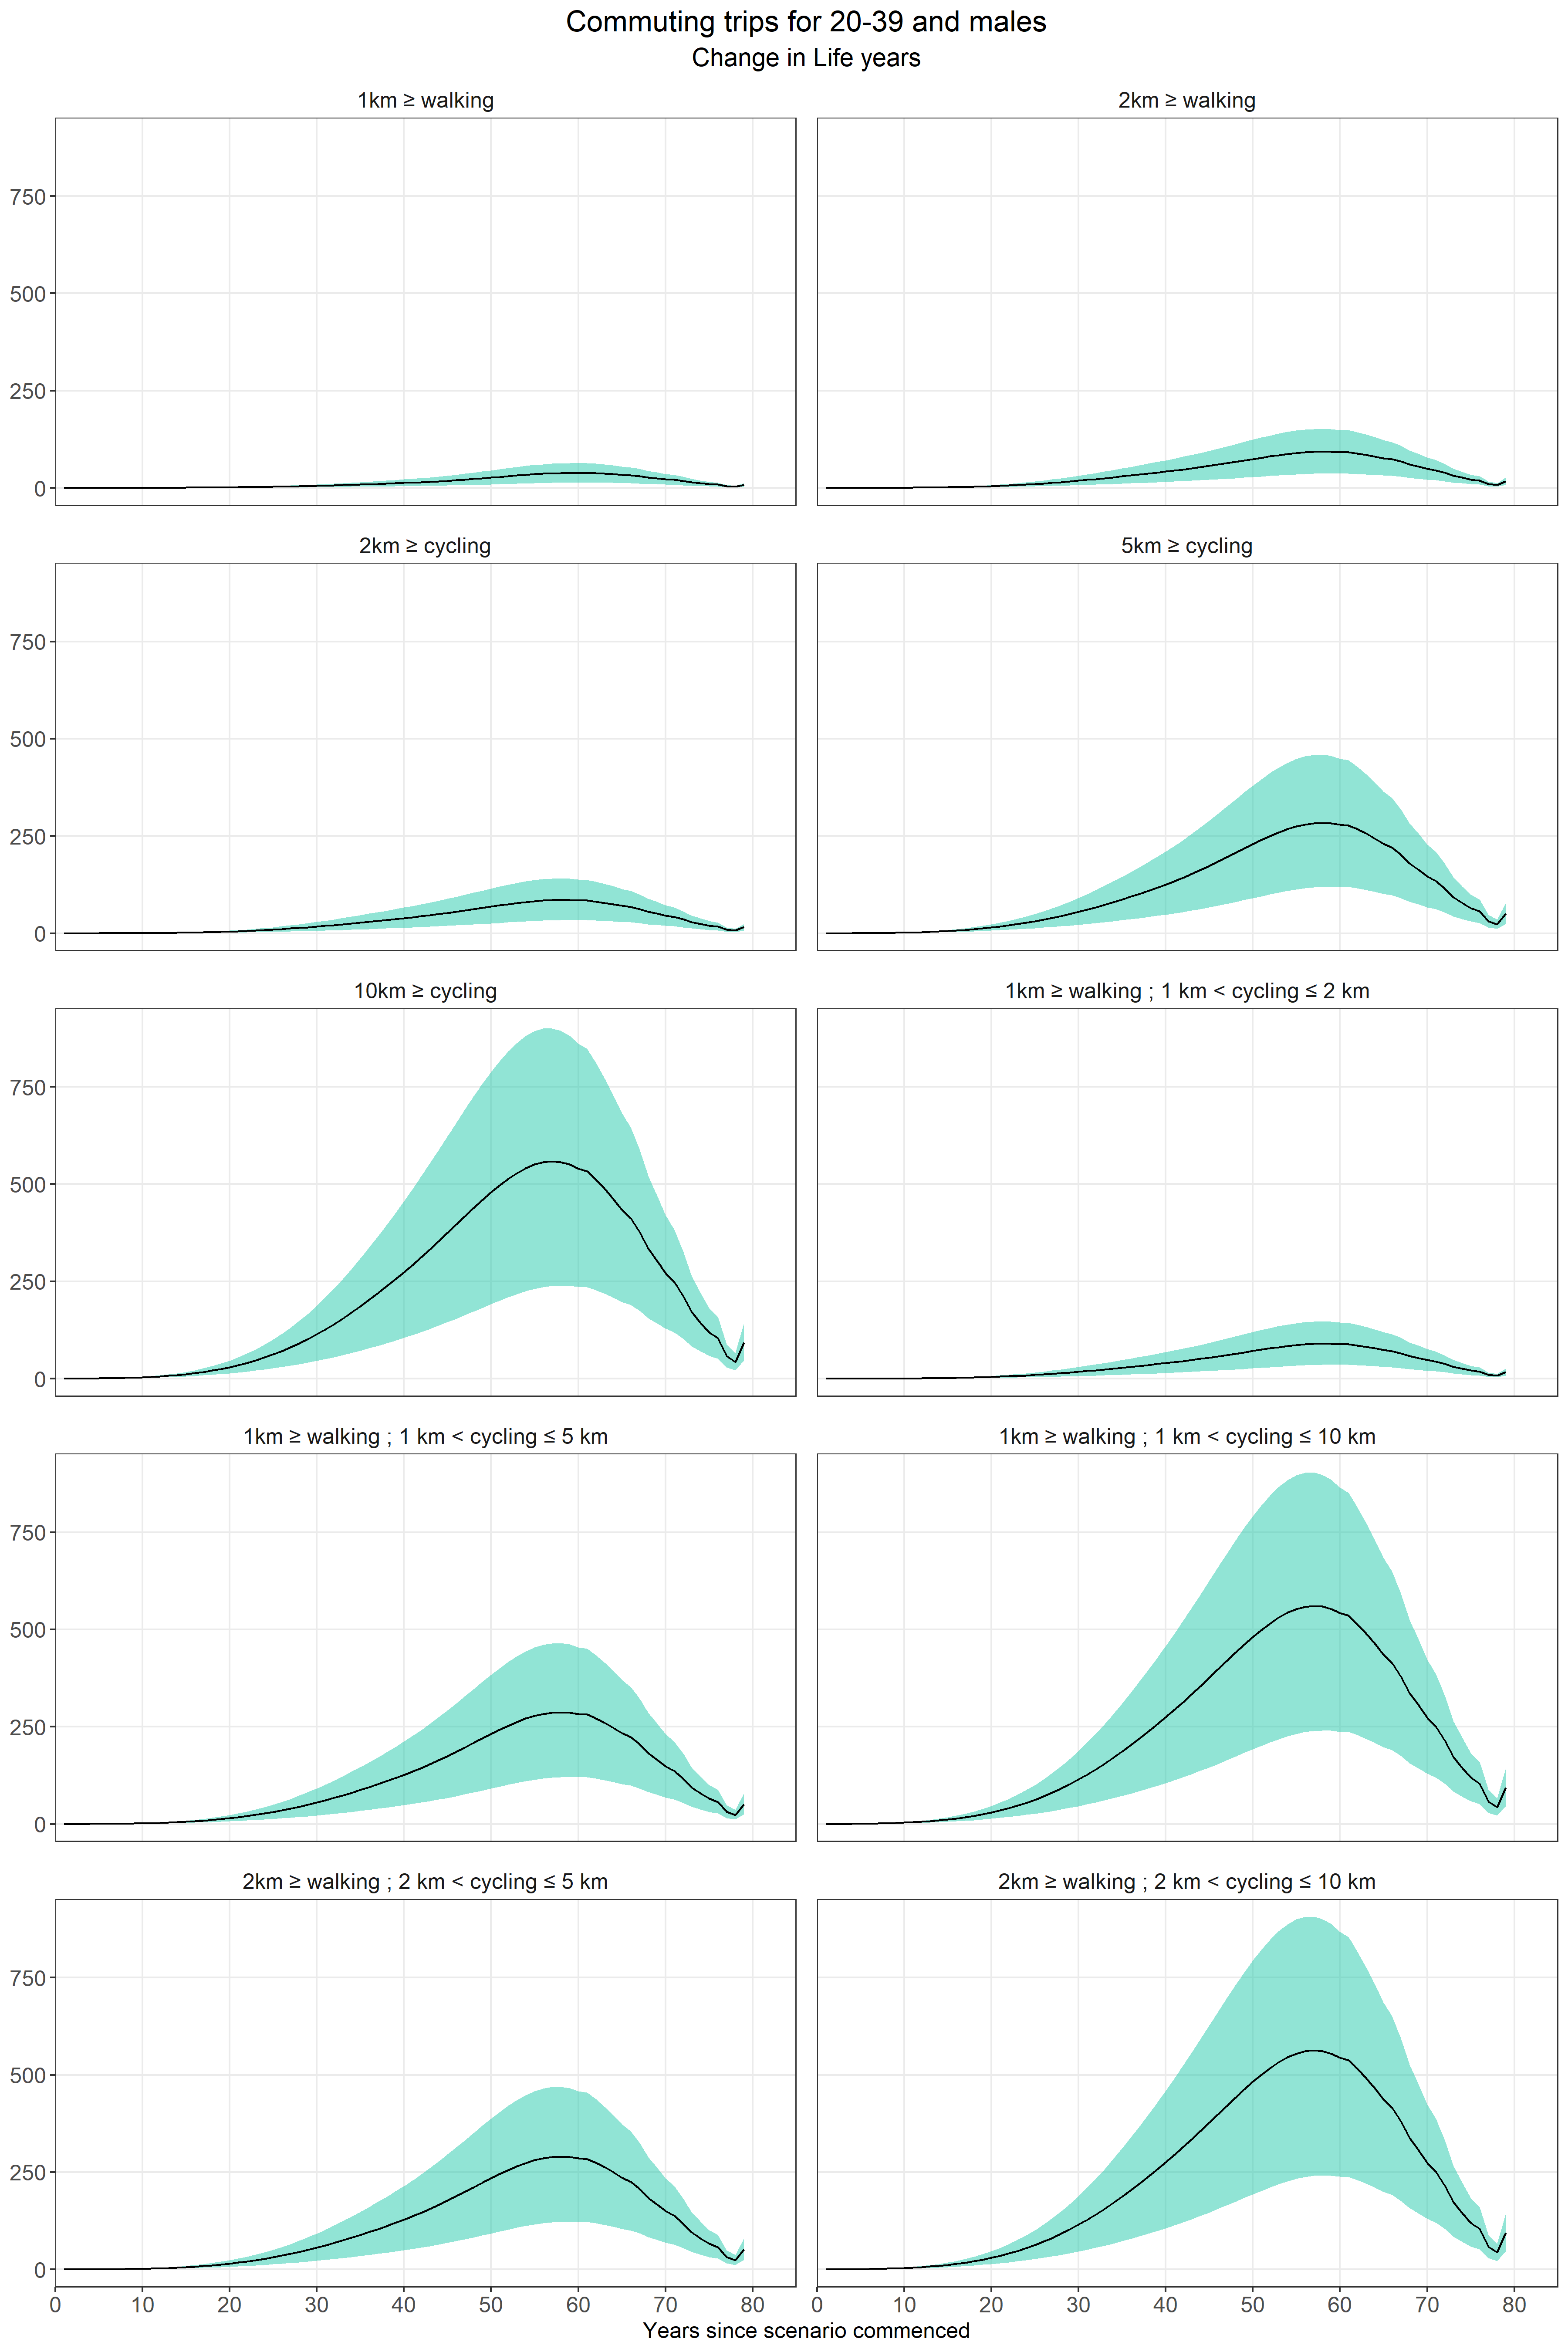 Commuting trips for 20-39 and males
Change in Life years
1km ≥ walking
2km ≥ walking
750
500
250
0
2km ≥ cycling
5km ≥ cycling
750
500
250
0
10km ≥ cycling
1km ≥ walking ; 1 km < cycling ≤ 2 km
750
500
250
0
1km ≥ walking ; 1 km < cycling ≤ 5 km
1km ≥ walking ; 1 km < cycling ≤ 10 km
750
500
250
0
2km ≥ walking ; 2 km < cycling ≤ 5 km
2km ≥ walking ; 2 km < cycling ≤ 10 km
750
500
250
0
0 10 20 30 40 50 60 70 80
0 10 20 30 40 50 60 70 80
Years since scenario commenced